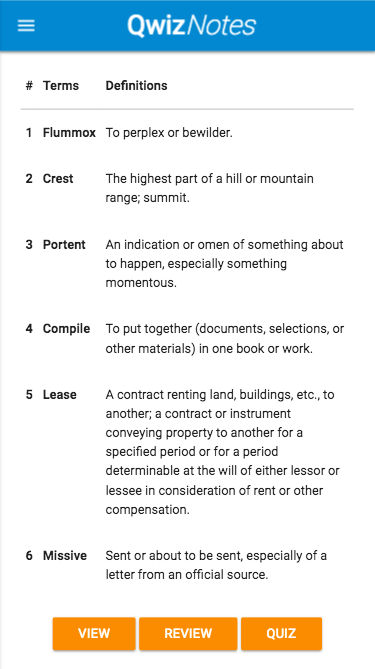 QwizNotes
# Terms Definitions
1 Flummox To perplex or bewilder.
2 Crest The highest part of a hill or mountain
range; summit.
3 Portent An indication or omen of something about
to happen, especially something
momentous.
4 Compile To put together (documents, selections, or
other materials) in one book or work.
5 Lease A contract renting land, buildings, etc., to
another; a contract or instrument
conveying property to another for a
specified period or for a period
determinable at the will of either lessor or
lessee in consideration of rent or other
compensation.
6 Missive Sent or about to be sent, especially of a
letter from an official source.
VIEW REVIEW QUIZ